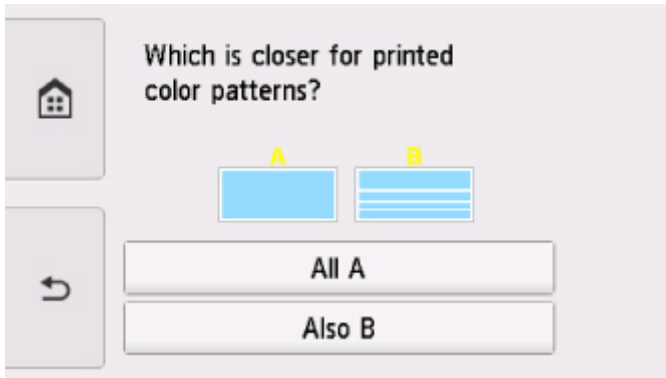 Which is closer for printed
color patterns?
A B
All A
Also B